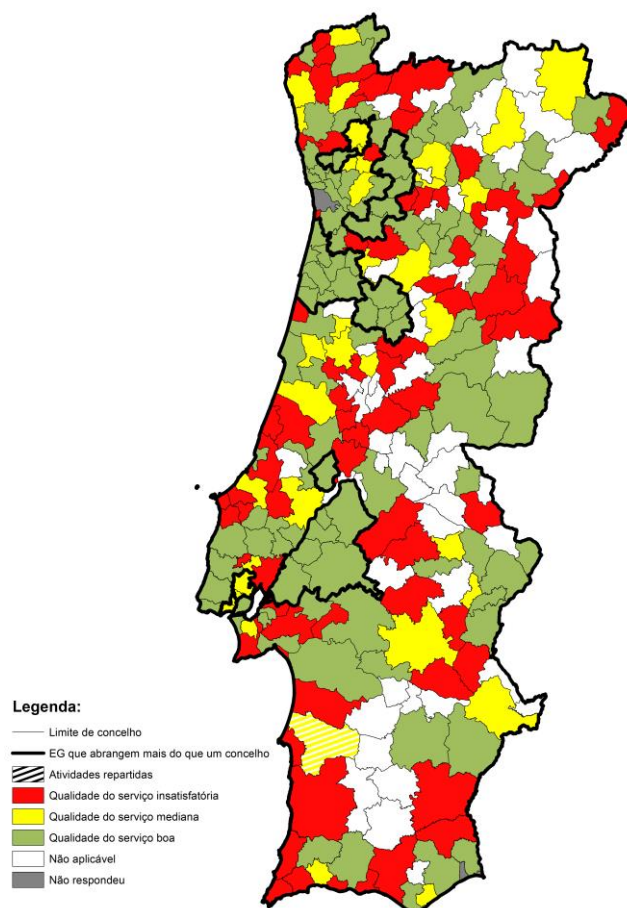 Legenda:
Limite de concelho
EG que abrangem mais do que um concelho
Atividades repartidas
Qualidade do serviço insatisfatória
Qualidade do serviço mediana
Qualidade do serviço boa
Não aplicável
Não respondeu